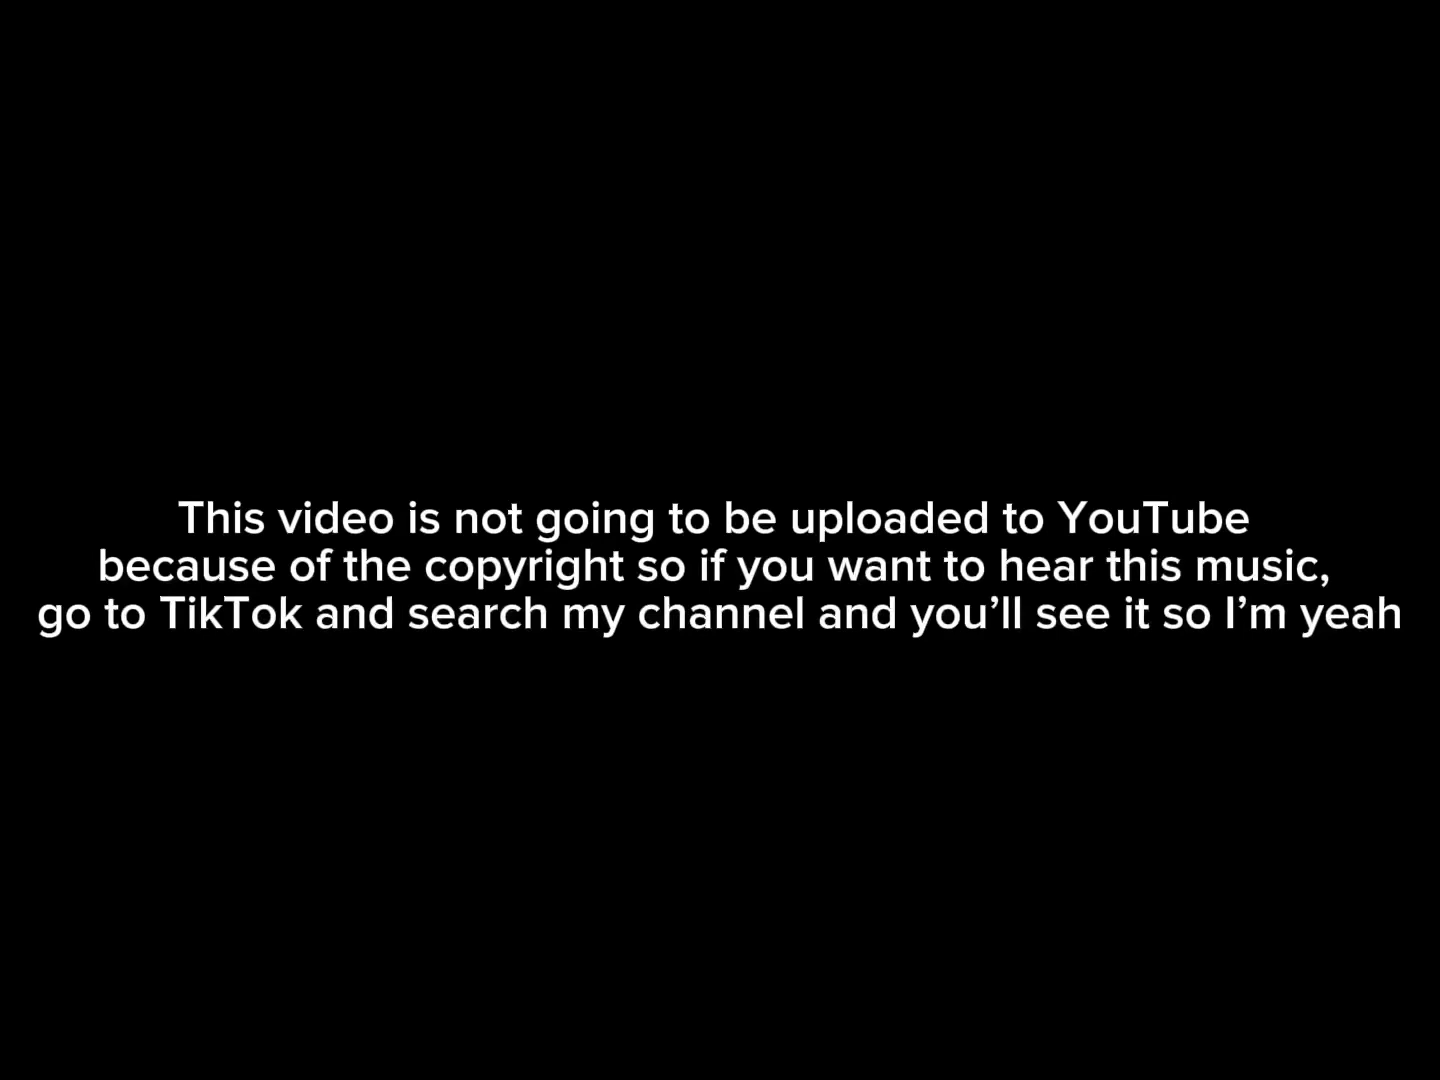 This video is not going to be uploaded to YouTube
because of the copyright so if you want to hear this music,
go to TikTok and search my channel and you’ll see it so I’m yeah